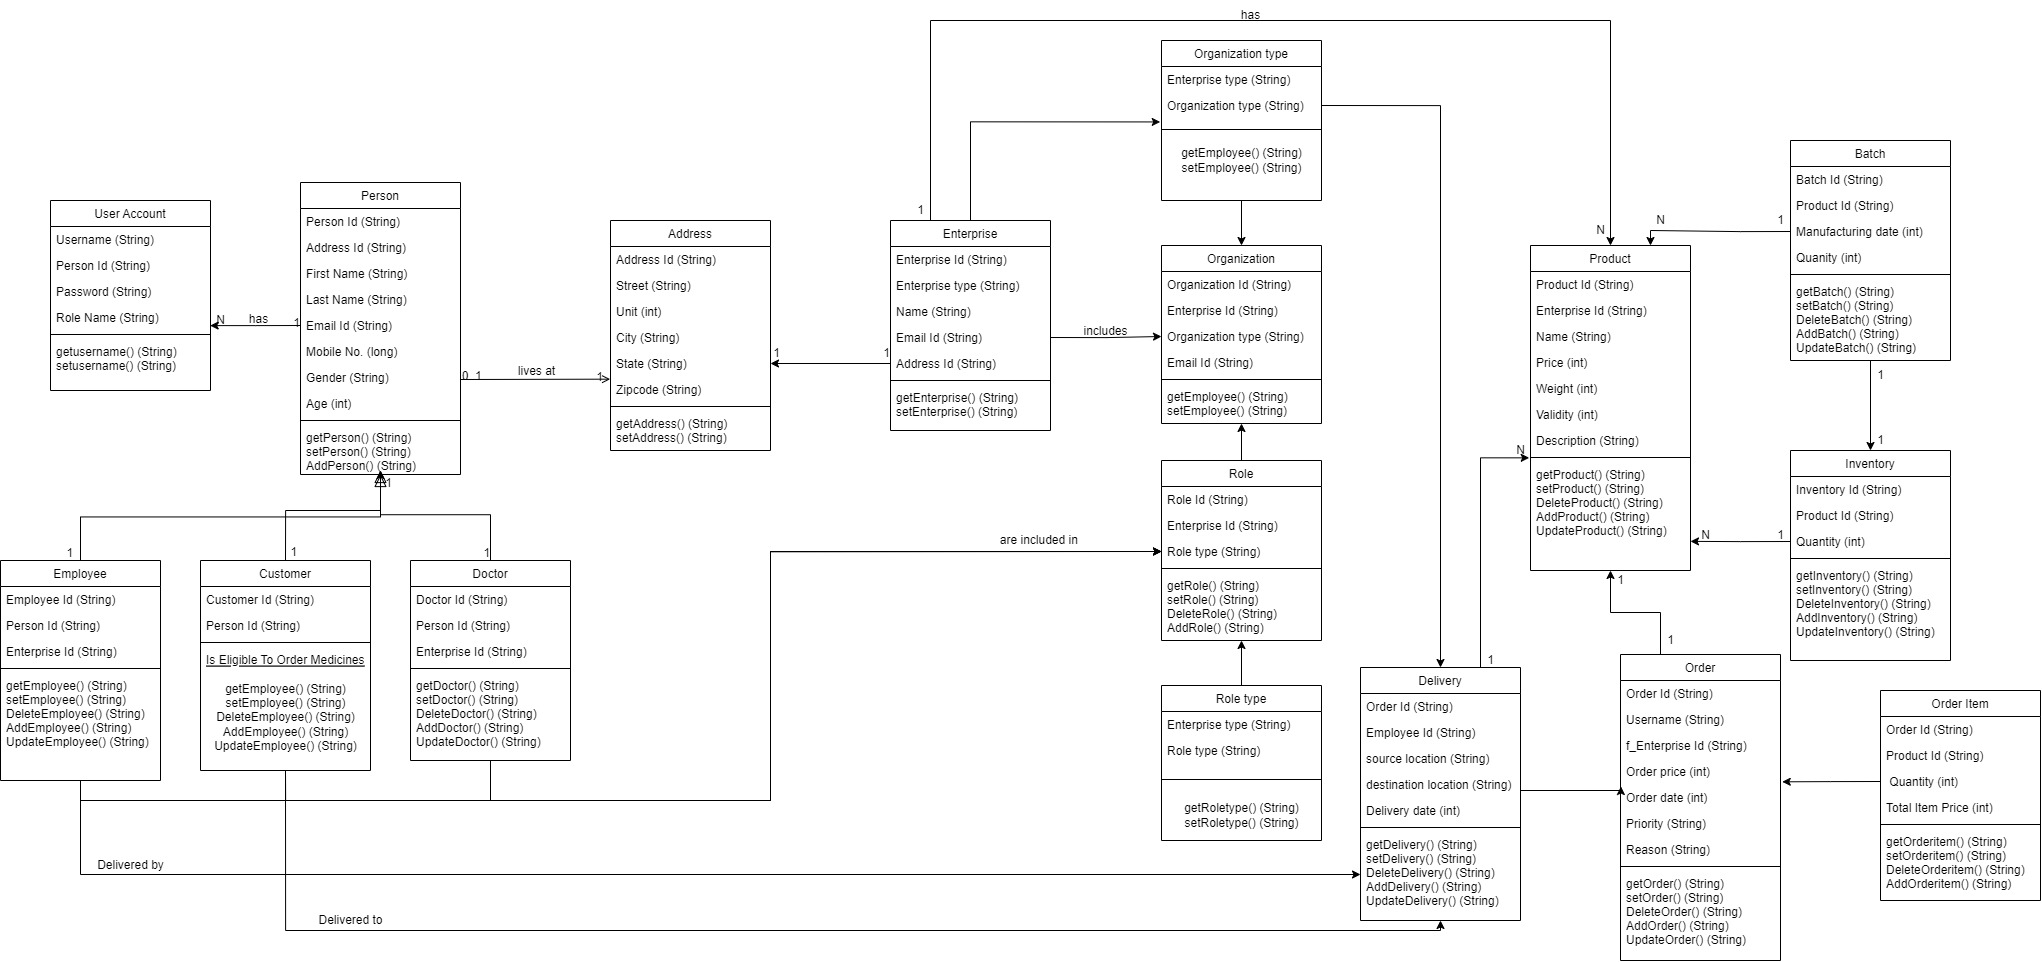 has
Organization type
Enterprise type (String)
Organization type (String)
getEmployee() (String)
setEmployee() (String)
Batch
Batch Id (String)
Product Id (String)
Manufacturing date (int)
Quanity (int)
getBatch() (String)
setBatch() (String)
DeleteBatch() (String)
AddBatch() (String)
UpdateBatch() (String)
N
1
User Account
Username (String)
Person Id (String)
Password (String)
Role Name (String)
getusername() (String)
setusername() (String)
N
has
1
Person
Person Id (String)
Address Id (String)
First Name (String)
Last Name (String)
Email Id (String)
Mobile No. (long)
Gender (String)
Age (int)
getPerson() (String)
setPerson() (String)
AddPerson() (String)
1
0 1
lives at
1
Address
Address Id (String)
Street (String)
Unit (int)
City (String)
State (String)
Zipcode (String)
getAddress() (String)
setAddress() (String)
1
1
1
Enterprise
Enterprise Id (String)
Enterprise type (String)
Name (String)
Email Id (String)
Address Id (String)
getEnterprise() (String)
setEnterprise() (String)
includes
Organization
Organization Id (String)
Enterprise Id (String)
Organization type (String)
Email Id (String)
getEmployee() (String)
setEmployee() (String)
N
Product
Product Id (String)
Enterprise Id (String)
Name (String)
Price (int)
Weight (int)
Validity (int)
Description (String)
getProduct() (String)
setProduct() (String)
DeleteProduct() (String)
AddProduct() (String)
UpdateProduct() (String)
N
1
1
Inventory
Inventory Id (String)
Product Id (String)
Quantity (int)
getInventory() (String)
setInventory() (String)
DeleteInventory() (String)
AddInventory() (String)
UpdateInventory() (String)
N
1
Role
Role Id (String)
Enterprise Id (String)
Role type (String)
getRole() (String)
setRole() (String)
DeleteRole() (String)
AddRole() (String)
are included in
1
1
1
Employee
Employee Id (String)
Person Id (String)
Enterprise Id (String)
getEmployee() (String)
setEmployee() (String)
DeleteEmployee() (String)
AddEmployee() (String)
UpdateEmployee() (String)
Customer
Customer Id (String)
Person Id (String)
Is Eligible To Order Medicines
getEmployee() (String)
setEmployee() (String)
DeleteEmployee() (String)
AddEmployee() (String)
UpdateEmployee() (String)
Doctor
Doctor Id (String)
Person Id (String)
Enterprise Id (String)
getDoctor() (String)
setDoctor() (String)
DeleteDoctor() (String)
AddDoctor() (String)
UpdateDoctor() (String)
Role type
Enterprise type (String)
Role type (String)
getRoletype() (String)
setRoletype() (String)
1
Delivery
Order Id (String)
Employee Id (String)
source location (String)
destination location (String)
Delivery date (int)
getDelivery() (String)
setDelivery() (String)
DeleteDelivery() (String)
AddDelivery() (String)
UpdateDelivery() (String)
1
1
Order
Order Id (String)
Username (String)
f_Enterprise Id (String)
Order price (int)
Order date (int)
Priority (String)
Reason (String)
getOrder() (String)
setOrder() (String)
DeleteOrder() (String)
AddOrder() (String)
UpdateOrder() (String)
Order Item
Order Id (String)
Product Id (String)
Quantity (int)
Total Item Price (int)
getOrderitem() (String)
setOrderitem() (String)
DeleteOrderitem() (String)
AddOrderitem() (String)
Delivered by
Delivered to